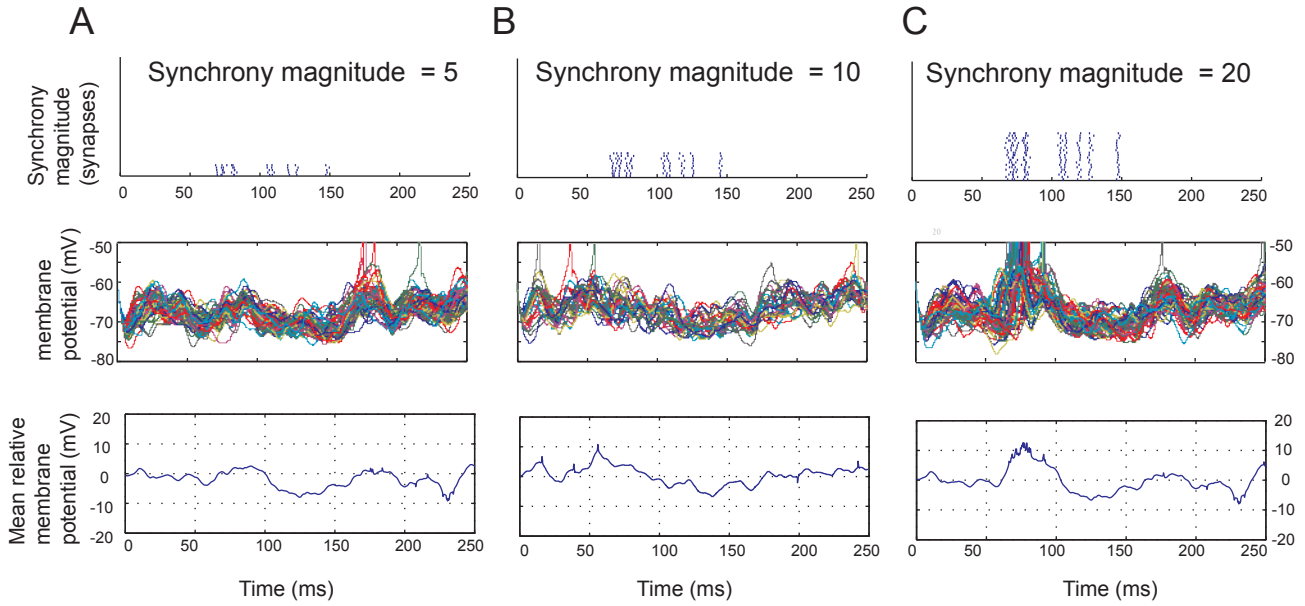 A
B
C
Synchrony magnitude = 5
Synchrony magnitude = 10
Synchrony magnitude = 20
Synchrony
magnitude
(synapses)
0 50 100 150 200 250
0 50 100 150 200 250
0 50 100 150 200 250
20
membrane
potential (mV)
-50
-60
-70
-80
-50
-60
-70
-80
Mean relative
membrane
potential (mV)
20
10
0
-10
-20
20
10
0
-10
-20
0 50 100 150 200 250
0 50 100 150 200 250
0 50 100 150 200 250
Time (ms)
Time (ms)
Time (ms)